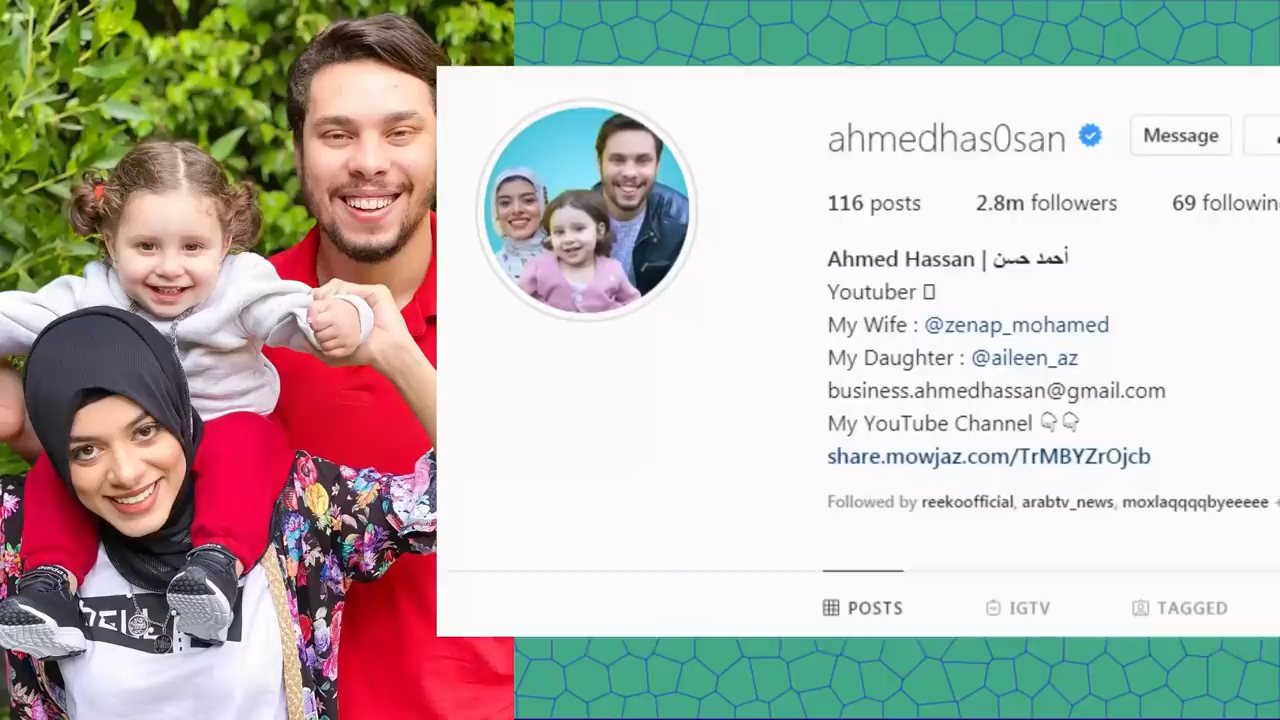 ahmedhas0san
Message
116 posts 2.8m followers 69 following
Ahmed Hassan | أحمد حسن
Youtuber
My Wife : @zenap_mohamed
My Daughter : @aileen_az
business.ahmedhassan@gmail.com
My YouTube Channel 👇👇
share.mowjaz.com/TrMBYZrOjcb
Followed by reekoofficial, arabtv_news, moxlaqqqqbyeeeee +
POSTS IGTV TAGGED